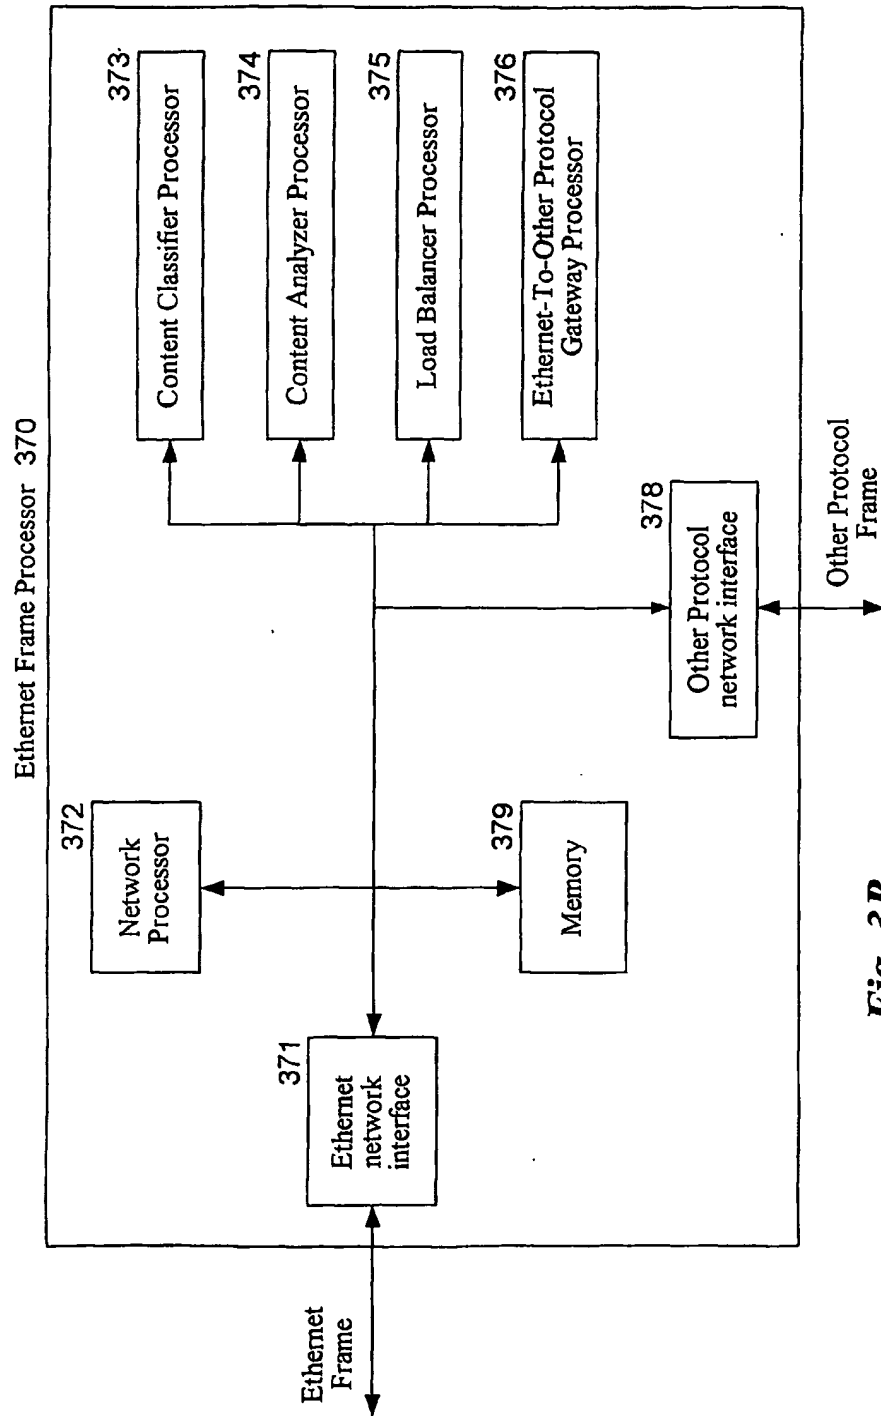 Ethernet Frame Processor 370
373
Content Classifier Processor
374
Content Analyzer Processor
375
Load Balancer Processor
376
Ethernet-To-Other Protocol
Gateway Processor
372
Network
Processor
371
Ethernet
network
interface
Ethernet
Frame
379
Memory
378
Other Protocol
network interface
Other Protocol
Frame